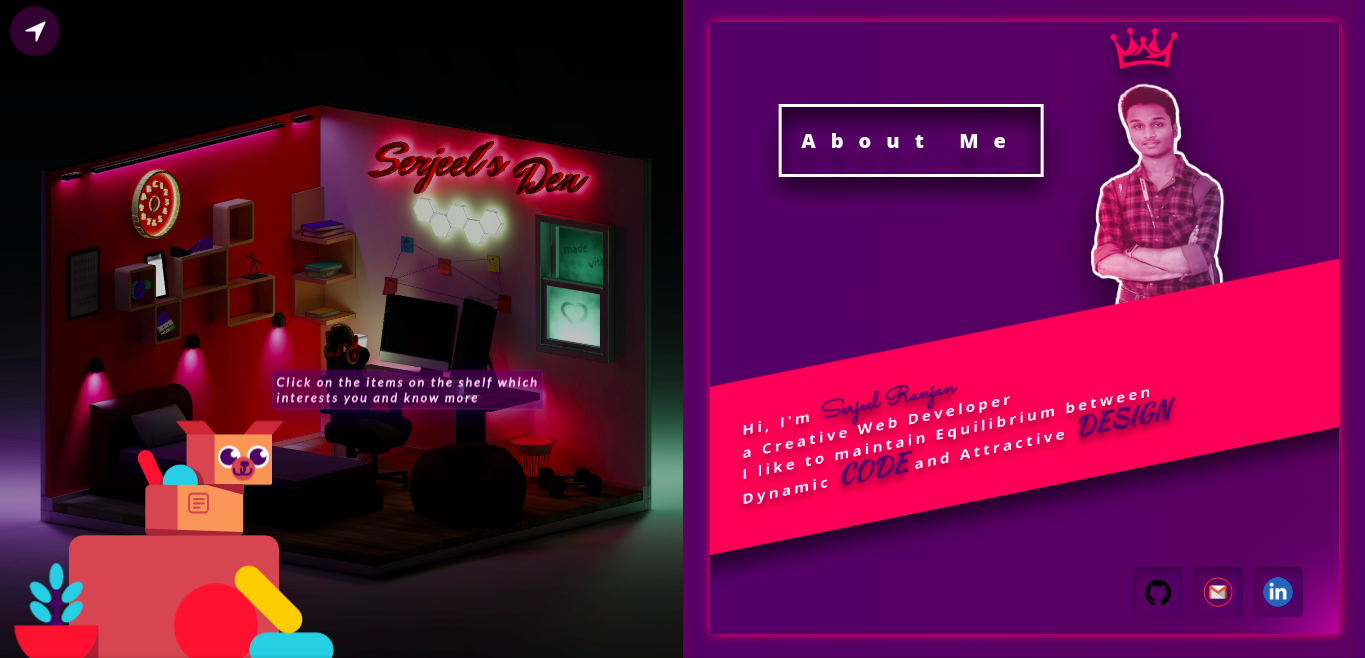 Serjeel's Den
made
with
Click on the items on the shelf which
interests you and know more
About Me
Hi, I'm Serjeel Ranjan
a Creative Web Developer
I like to maintain Equilibrium between
Dynamic CODE and Attractive DESIGN
in